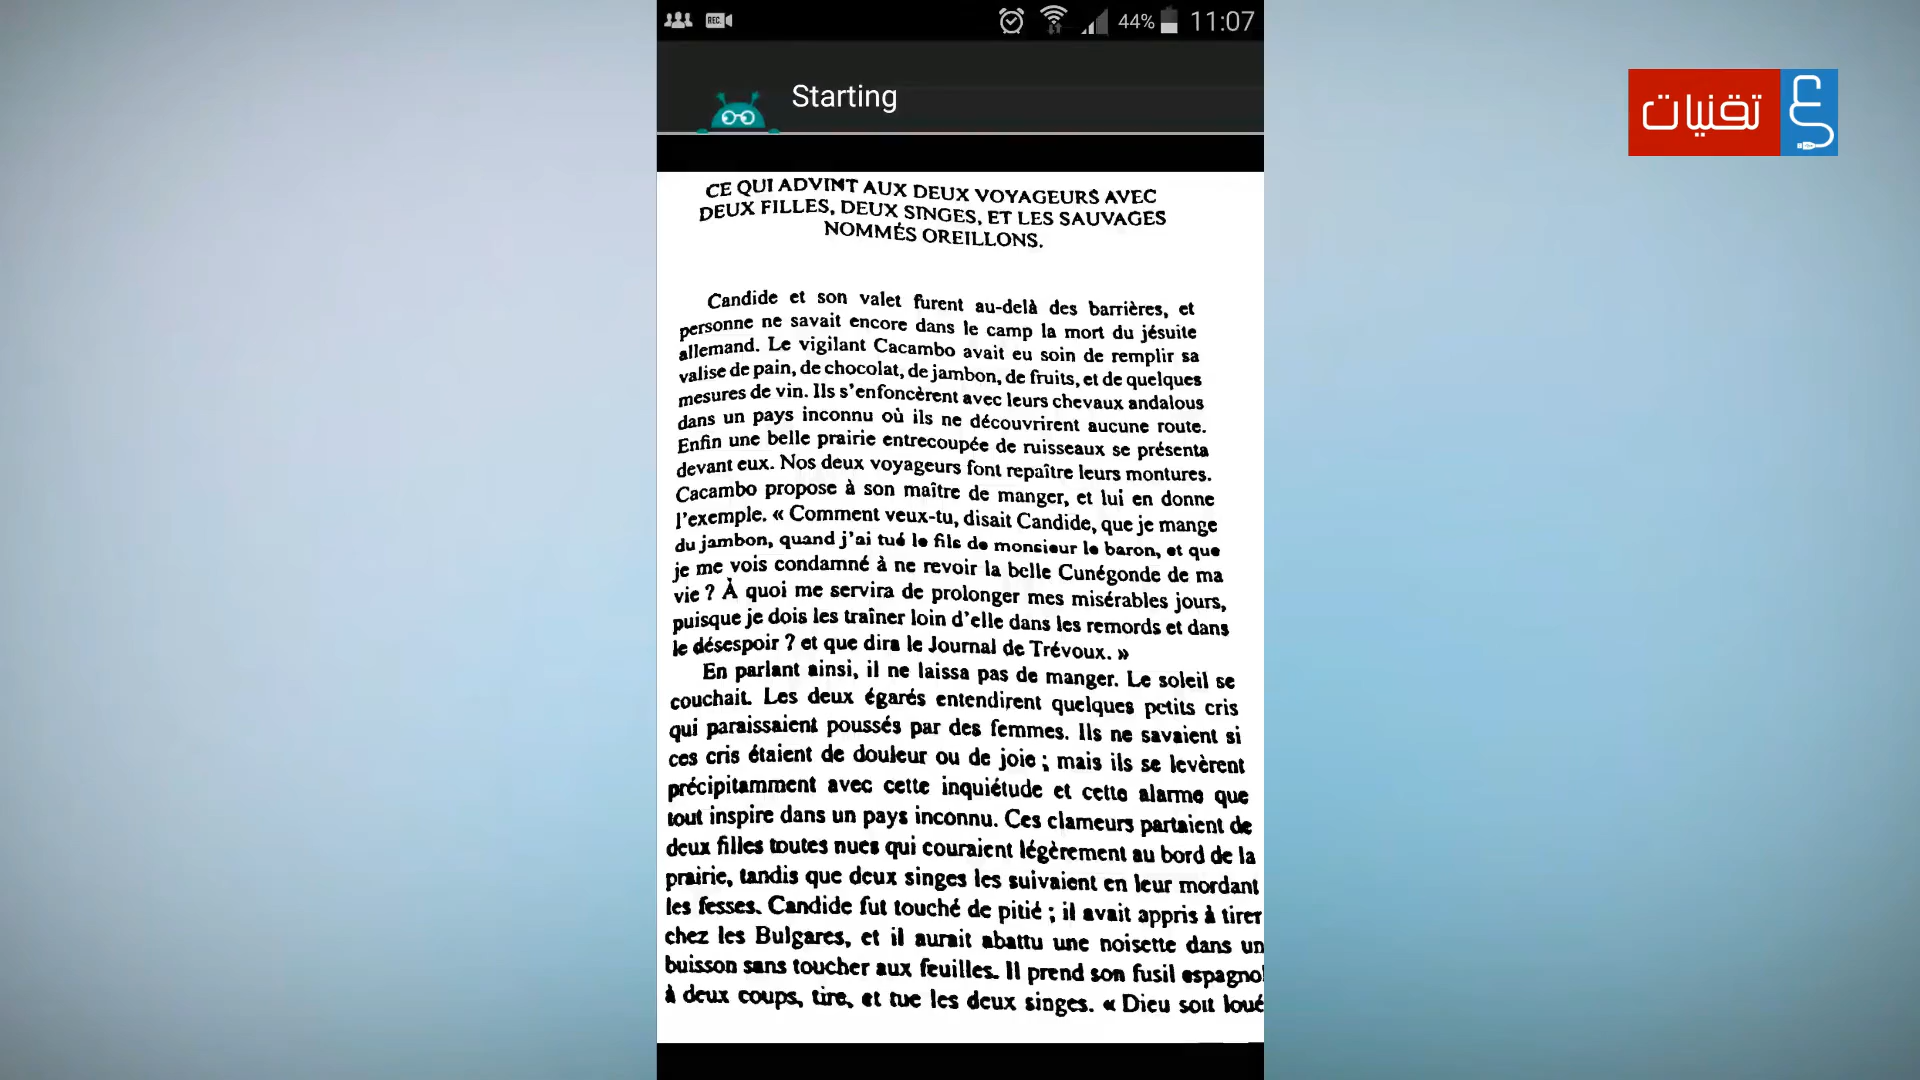 REC
44%
11:07
Starting
تقنيات
CE QUI ADVINT AUX DEUX VOYAGEURS AVEC
DEUX FILLES, DEUX SINGES, ET LES SAUVAGES
NOMMÉS OREILLONS.
Candide et son valet furent au-delà des barrières, et
personne ne savait encore dans le camp la mort du jésuite
allemand. Le vigilant Cacambo avait eu soin de remplir sa
valise de pain, de chocolat, de jambon, de fruits, et de quelques
mesures de vin. Ils s'enfoncèrent avec leurs chevaux andalous
dans un pays inconnu où ils ne découvrirent aucune route.
Enfin une belle prairie entrecoupée de ruisseaux se présenta
devant eux. Nos deux voyageurs font repaître leurs montures.
Cacambo propose à son maître de manger, et lui en donne
l'exemple. « Comment veux-tu, disait Candide, que je mange
du jambon, quand j'ai tué le fils de monsieur le baron, et que
je me vois condamné à ne revoir la belle Cunégonde de ma
vie ? À quoi me servira de prolonger mes misérables jours,
puisque je dois les traîner loin d'elle dans les remords et dans
le désespoir ? et que dira le Journal de Trévoux. »
En parlant ainsi, il ne laissa pas de manger. Le soleil se
couchait. Les deux égarés entendirent quelques petits cris
qui paraissaient poussés par des femmes. Ils ne savaient si
ces cris étaient de douleur ou de joie ; mais ils se levèrent
précipitamment avec cette inquiétude et cette alarme que
tout inspire dans un pays inconnu. Ces clameurs partaient de
deux filles toutes nues qui couraient légèrement au bord de la
prairie, tandis que deux singes les suivaient en leur mordant
les fesses. Candide fut touché de pitié ; il avait appris à tirer
chez les Bulgares, et il aurait abattu une noisette dans un
buisson sans toucher aux feuilles. Il prend son fusil espagnol
à deux coups, tire, et tue les deux singes. « Dieu soit loué